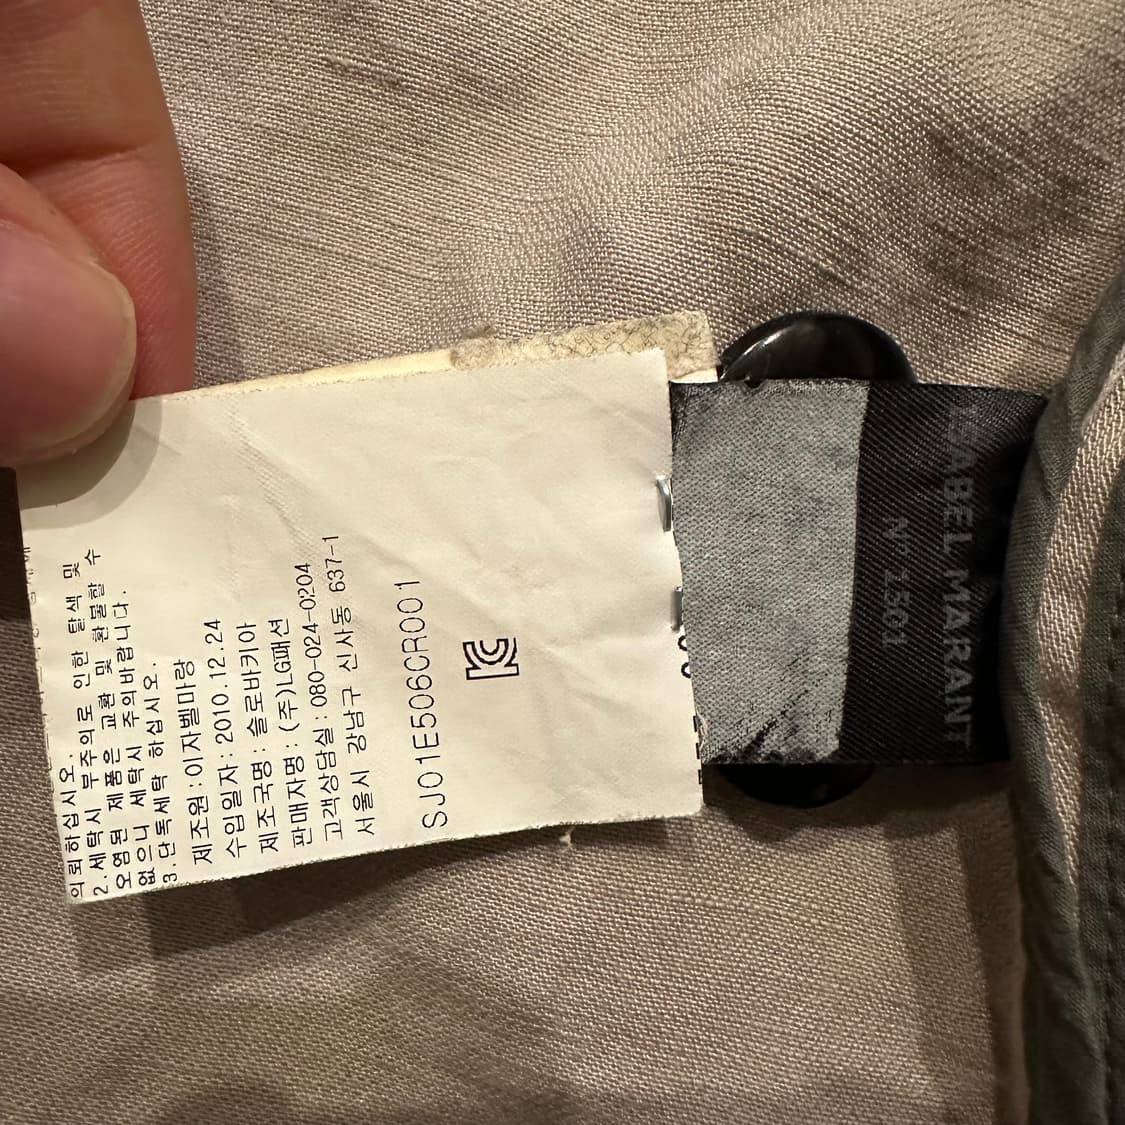 의뢰하십시오.
2.세탁시 부주의로 인한 탈색 및
오염된 제품은 교환 및 환불할 수
없으니 세탁시 주의바랍니다.
3.단독세탁 하십시오.
제조원:이자벨마랑
수입일자:2010.12.24
제조국명:슬로바키아
판매자명:(주)LG패션
고객상담실:080-024-0204
서울시 강남구 신사동 637-1
SJ01E506CR001
KC
ISABEL MARANT
N°1501